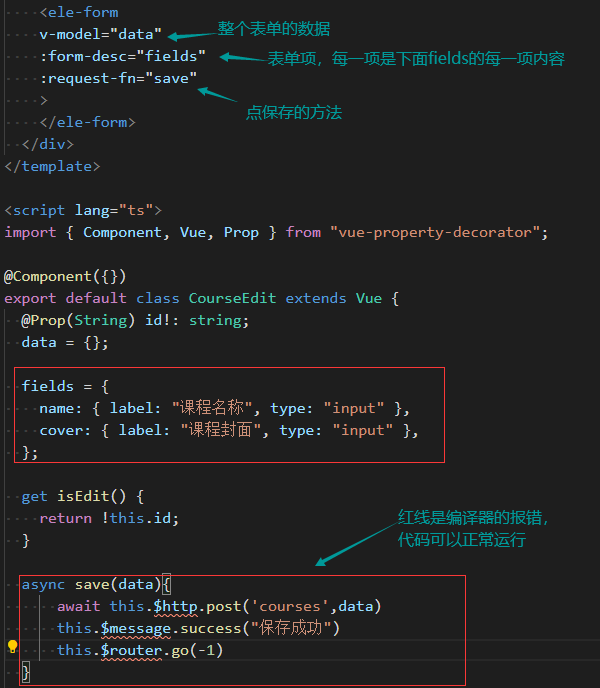 <ele-form
v-model="data"
整个表单的数据
:form-desc="fields"
表单项，每一项是下面fields的每一项内容
:request-fn="save"
>
点保存的方法
</ele-form>
</div>
</template>
<script lang="ts">
import { Component, Vue, Prop } from "vue-property-decorator";
@Component({})
export default class CourseEdit extends Vue {
@Prop(String) id!: string;
data = {};
fields = {
name: { label: "课程名称", type: "input" },
cover: { label: "课程封面", type: "input" },
};
get isEdit() {
return !this.id;
}
红线是编译器的报错，
代码可以正常运行
async save(data){
await this.$http.post('courses',data)
this.$message.success("保存成功")
this.$router.go(-1)
}